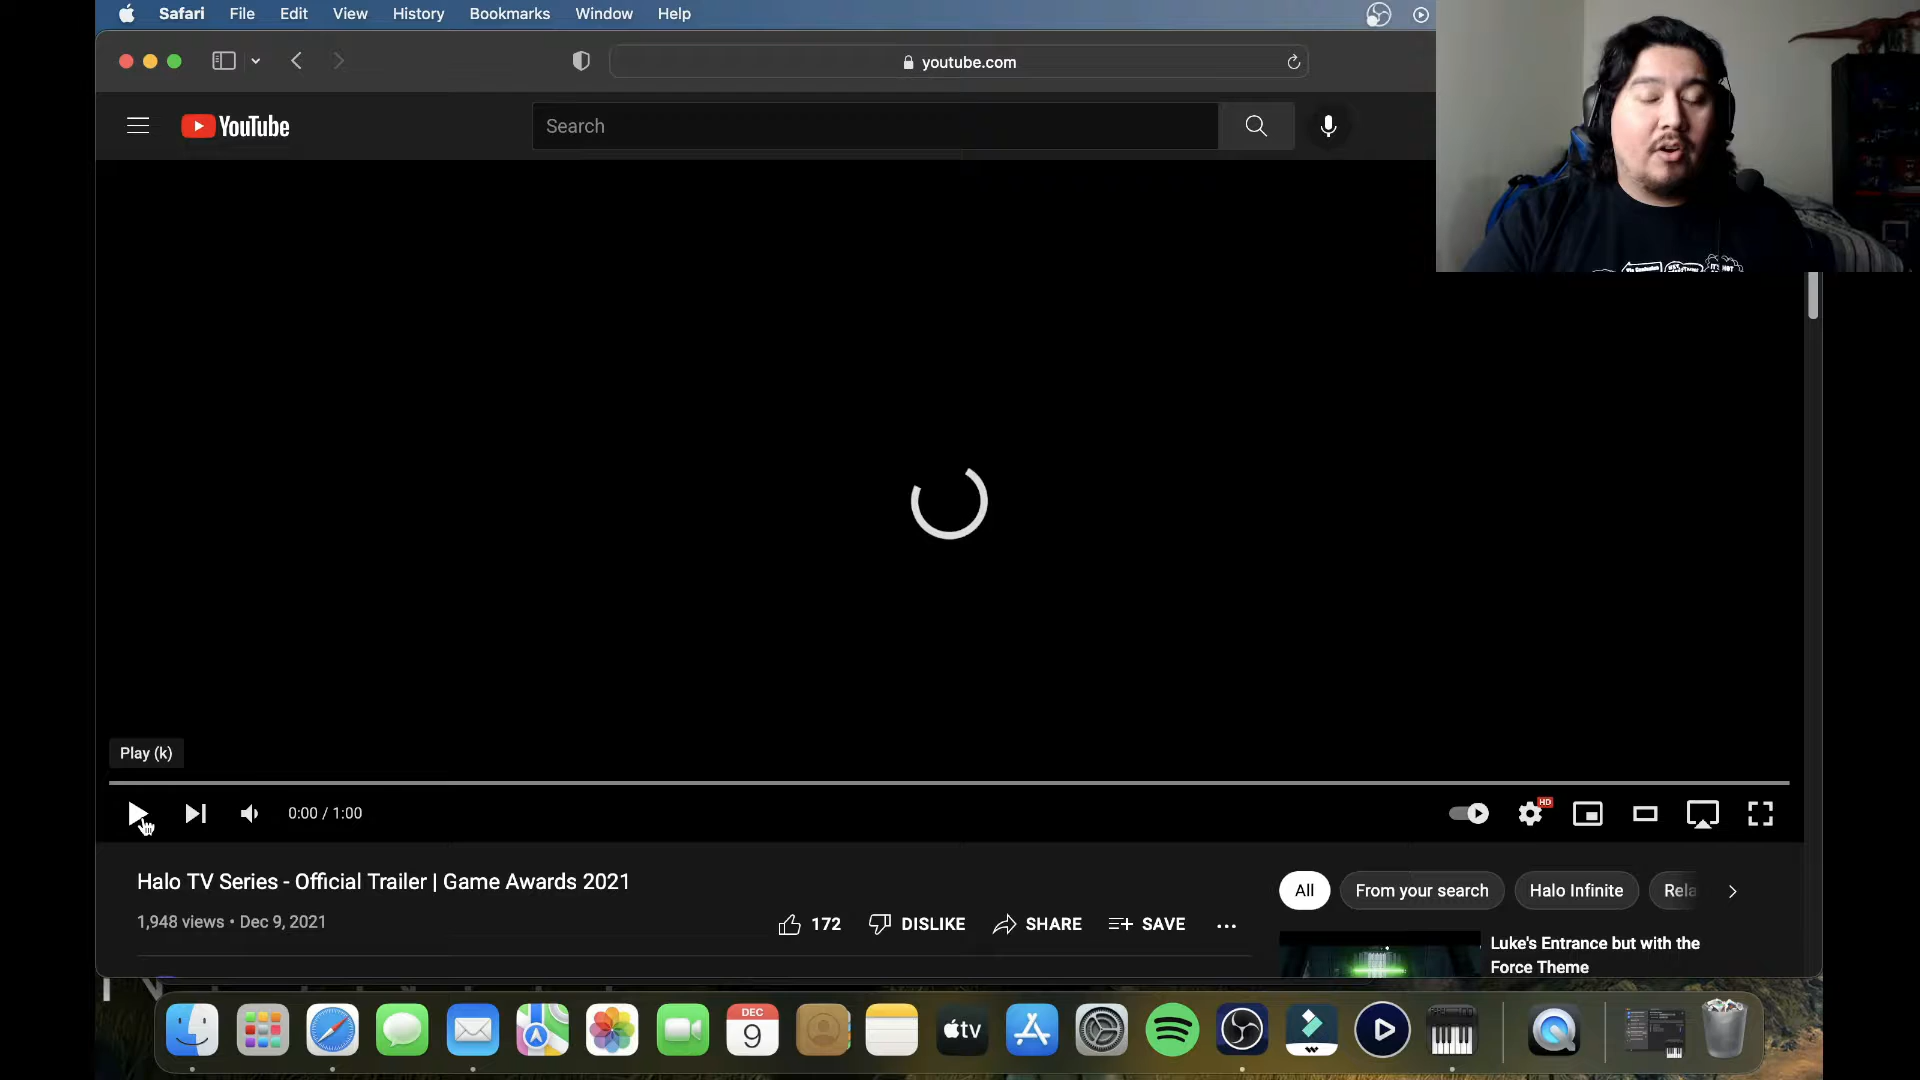 Safari File Edit View History Bookmarks Window Help
youtube.com
YouTube
Search
Play (k)
0:00 / 1:00
HD
Halo TV Series - Official Trailer | Game Awards 2021
1,948 views • Dec 9, 2021
172 DISLIKE SHARE SAVE
All From your search Halo Infinite Rela
Luke's Entrance but with the
Force Theme
DEC
9
tv